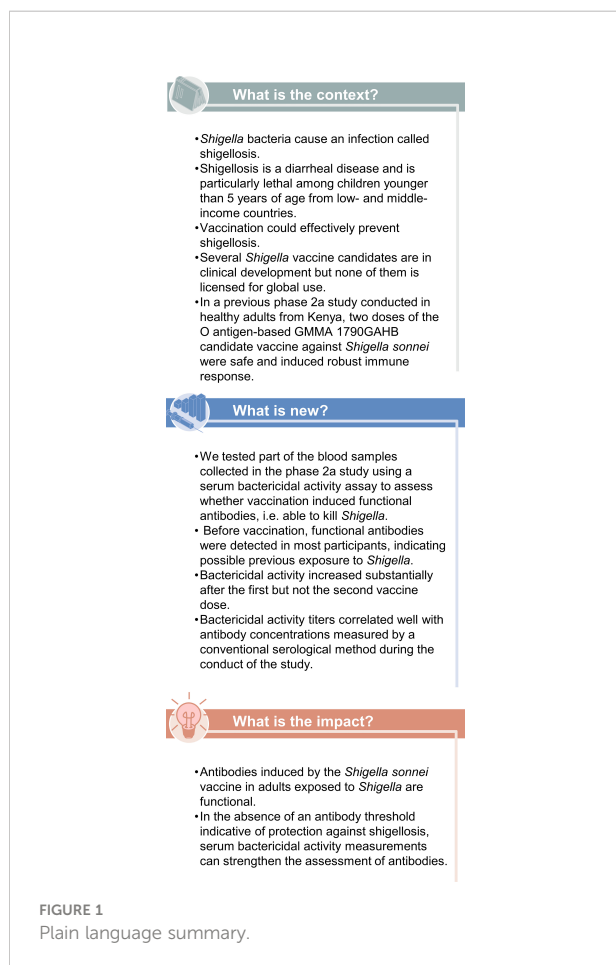 What is the context?
•Shigella bacteria cause an infection called
shigellosis.
•Shigellosis is a diarrheal disease and is
particularly lethal among children younger
than 5 years of age from low- and middle-
income countries.
•Vaccination could effectively prevent
shigellosis.
•Several Shigella vaccine candidates are in
clinical development but none of them is
licensed for global use.
•In a previous phase 2a study conducted in
healthy adults from Kenya, two doses of the
O antigen-based GMMA 1790GAHB
candidate vaccine against Shigella sonnei
were safe and induced robust immune
response.
What is new?
•We tested part of the blood samples
collected in the phase 2a study using a
serum bactericidal activity assay to assess
whether vaccination induced functional
antibodies, i.e. able to kill Shigella.
• Before vaccination, functional antibodies
were detected in most participants, indicating
possible previous exposure to Shigella.
•Bactericidal activity increased substantially
after the first but not the second vaccine
dose.
•Bactericidal activity titers correlated well with
antibody concentrations measured by a
conventional serological method during the
conduct of the study.
What is the impact?
•Antibodies induced by the Shigella sonnei
vaccine in adults exposed to Shigella are
functional.
•In the absence of an antibody threshold
indicative of protection against shigellosis,
serum bactericidal activity measurements
can strengthen the assessment of antibodies.
FIGURE 1
Plain language summary.